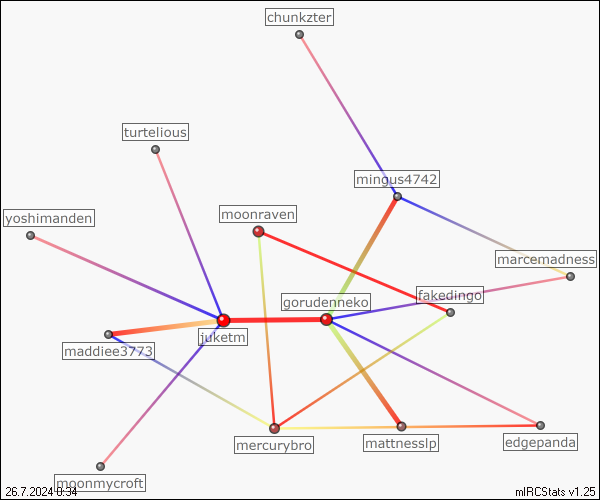 chunkzter
turtelious
mingus4742
yoshimanden
moonraven
marcemadness
gorudenneko
fakedingo
juketm
maddiee3773
mercurybro
mattnesslp
edgepanda
moonmycroft
26.7.2024 0:34
mIRCStats v1.25